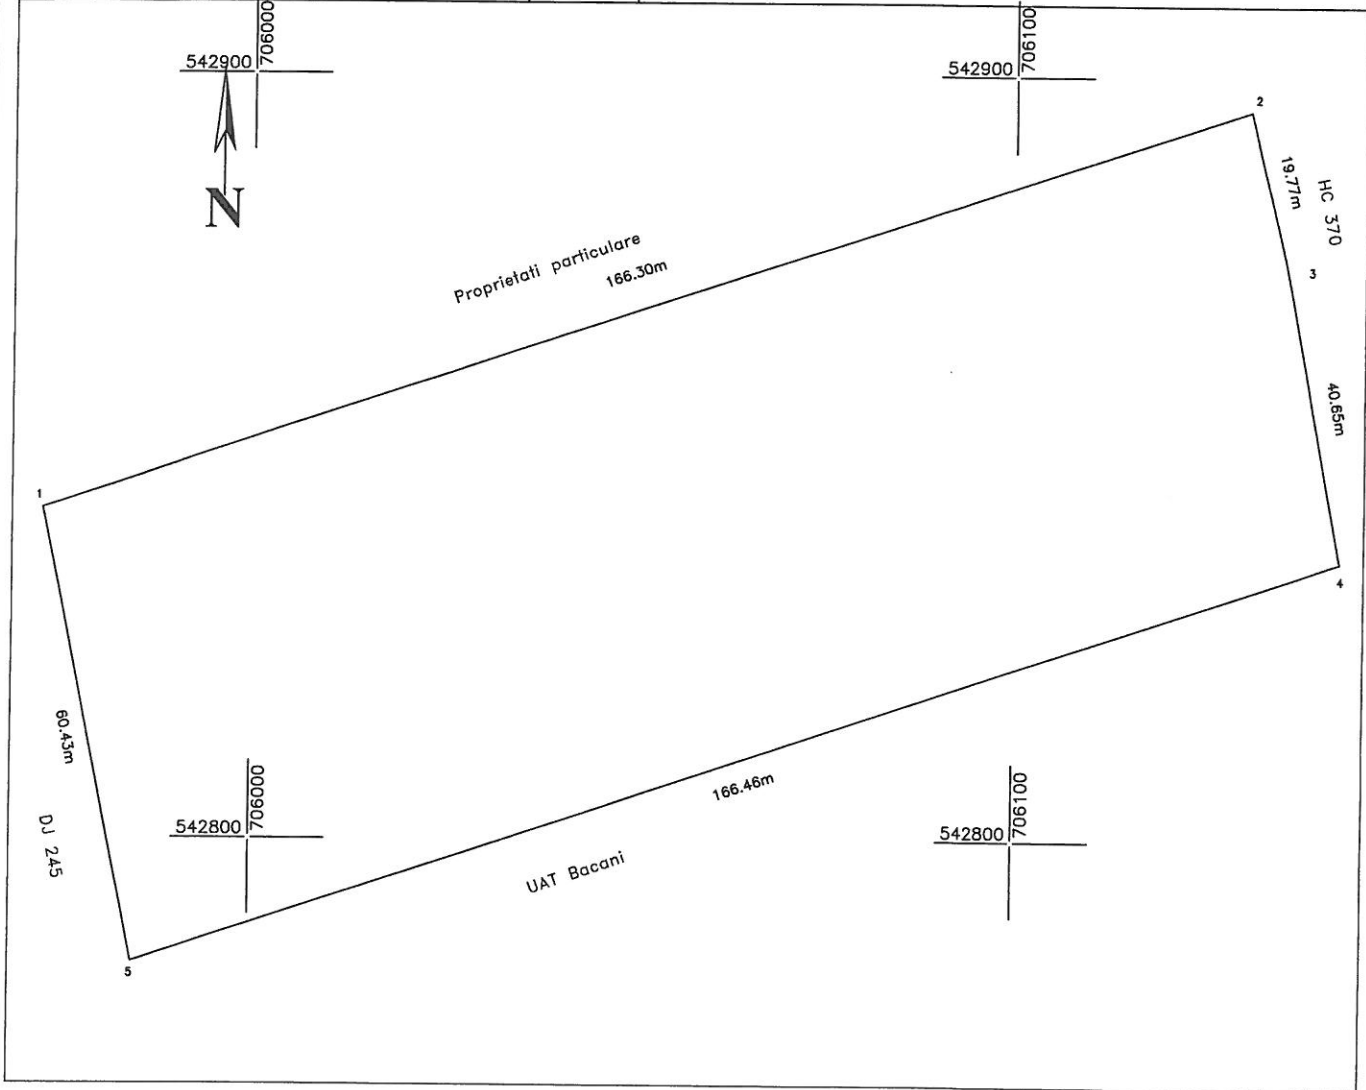 706000
542900
706100
542900
N
2
19.77m
HC 370
3
Proprietati particulare
166.30m
40.65m
1
4
60.43m
DJ 245
706000
542800
166.46m
706100
542800
UAT Bacani
5